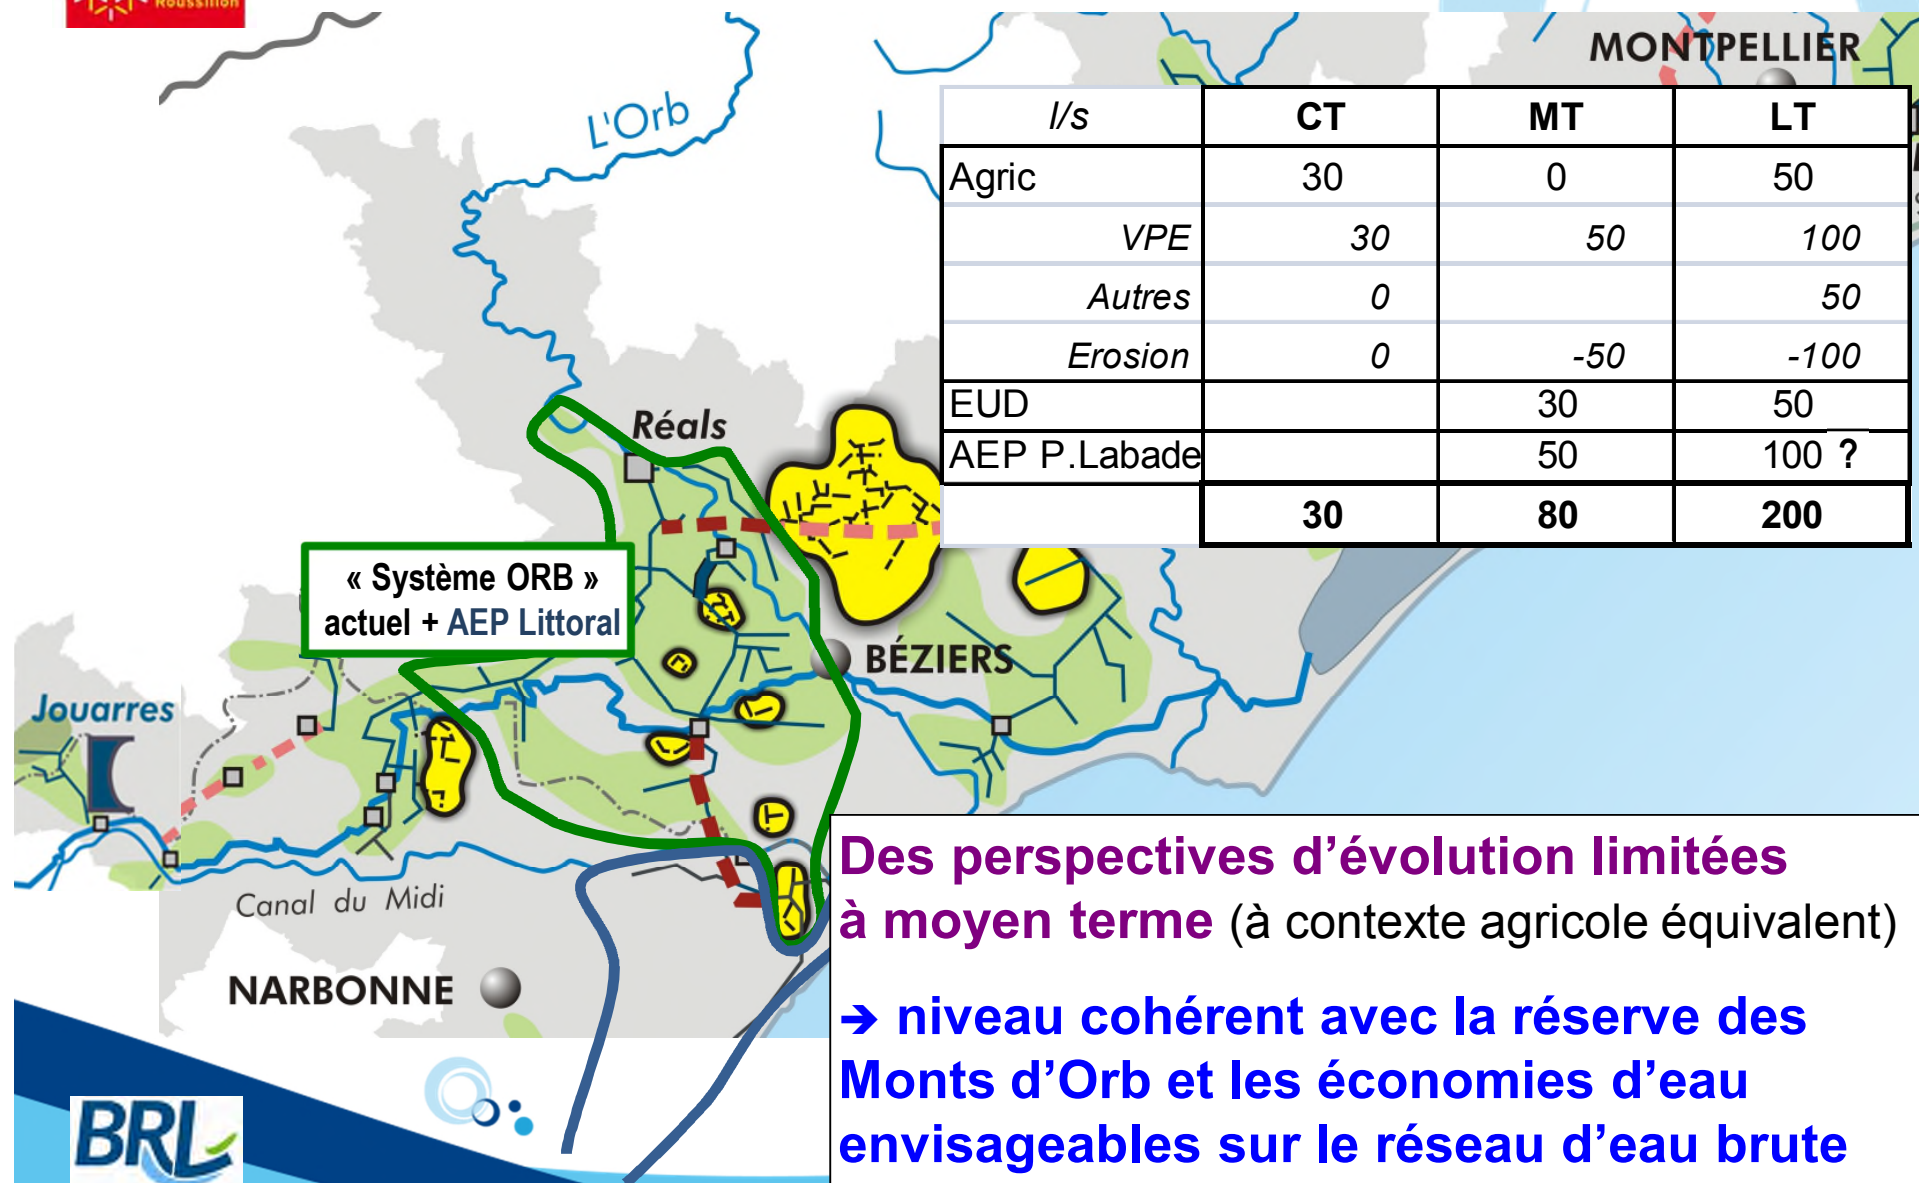 Roussillon
MONTPELLIER
L'Orb
l/s CT MT LT
Agric 30 0 50
VPE 30 50 100
Autres 0 50
Erosion 0 -50 -100
EUD 30 50
AEP P.Labade 50 100 ?
30 80 200
Réals
« Système ORB »
actuel + AEP Littoral
BÉZIERS
Jouarres
Canal du Midi
NARBONNE
Des perspectives d’évolution limitées
à moyen terme (à contexte agricole équivalent)
➔ niveau cohérent avec la réserve des
Monts d’Orb et les économies d’eau
envisageables sur le réseau d’eau brute
BRL